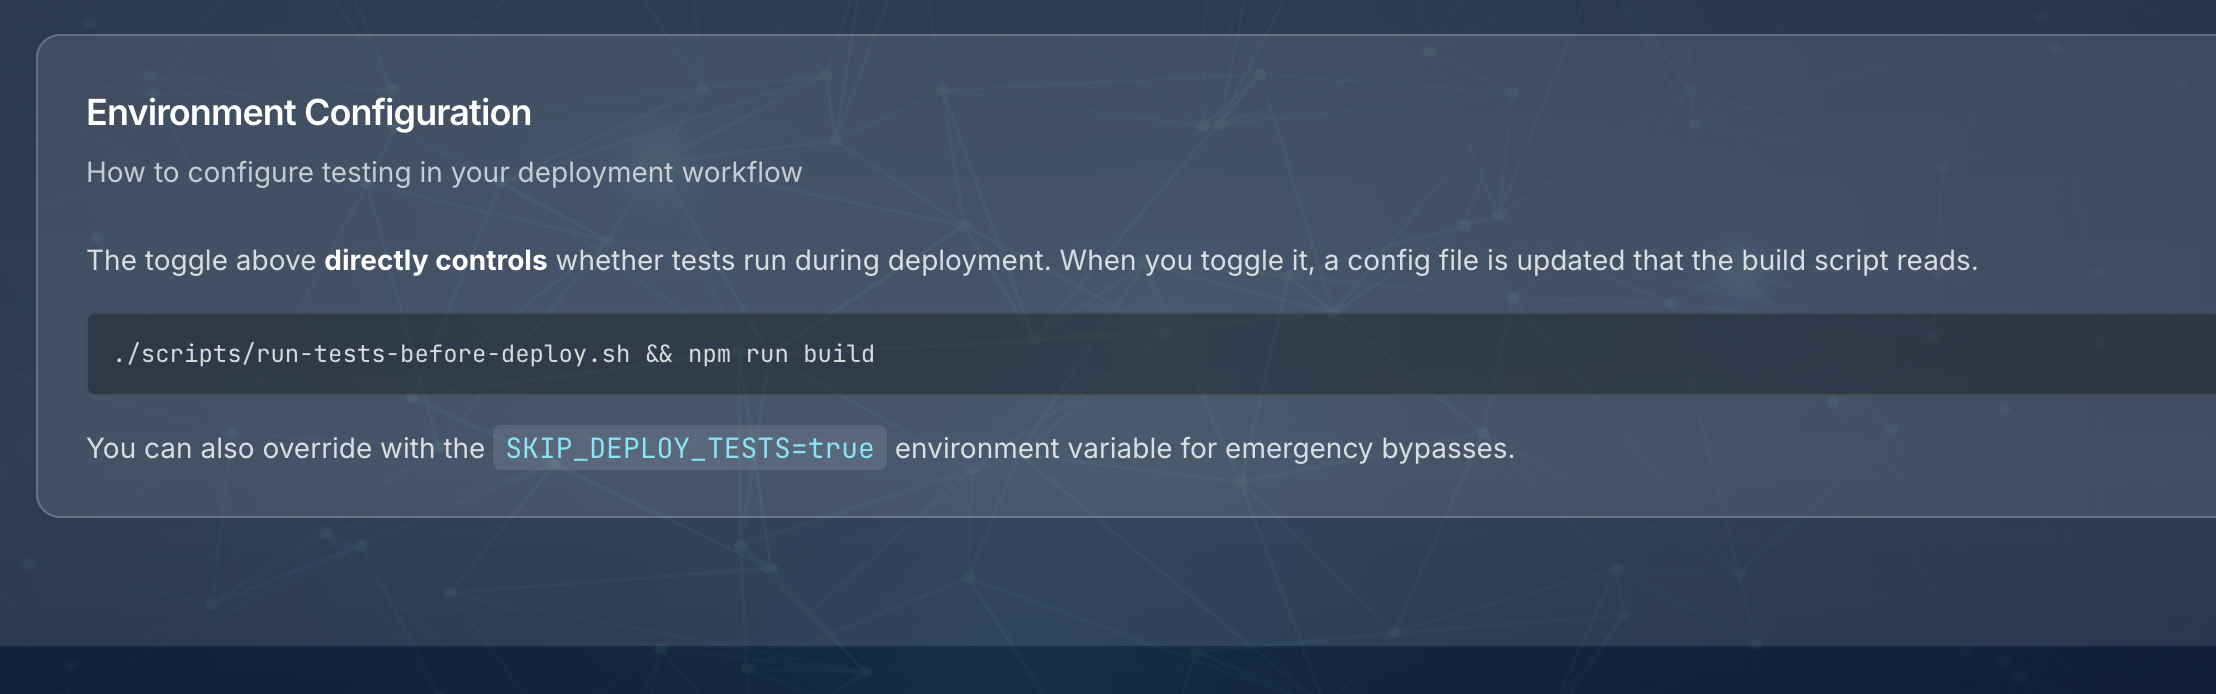 Environment Configuration
How to configure testing in your deployment workflow
The toggle above directly controls whether tests run during deployment. When you toggle it, a config file is updated that the build script reads.
./scripts/run-tests-before-deploy.sh && npm run build
You can also override with the SKIP_DEPLOY_TESTS=true environment variable for emergency bypasses.